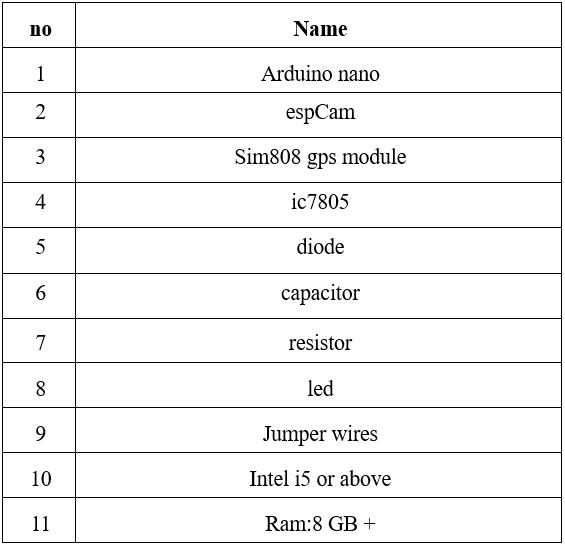 no Name
1 Arduino nano
2 espCam
3 Sim808 gps module
4 ic7805
5 diode
6 capacitor
7 resistor
8 led
9 Jumper wires
10 Intel i5 or above
11 Ram:8 GB +